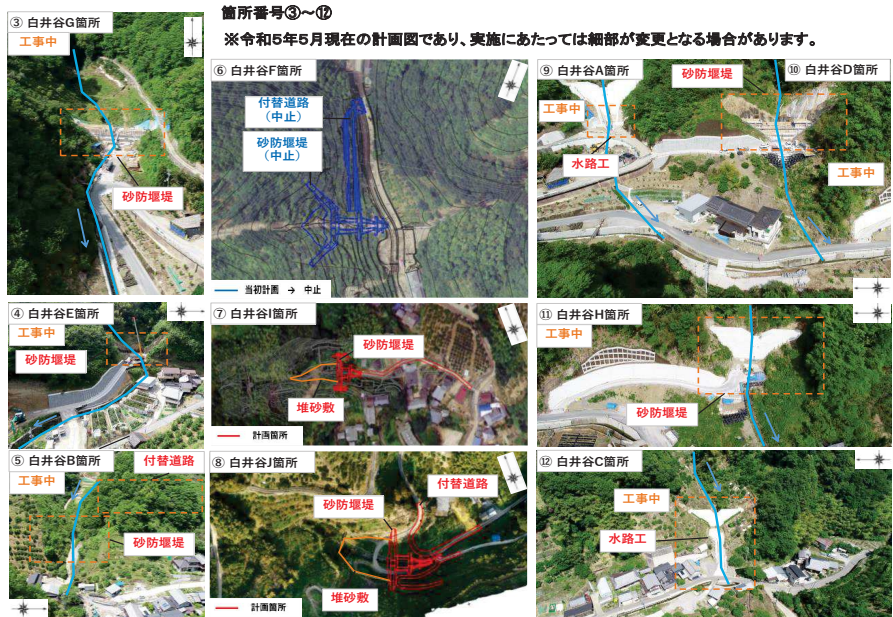 箇所番号③～⑫
※令和5年5月現在の計画図であり、実施にあたっては細部が変更となる場合があります。
③ 白井谷G箇所
工事中
砂防堰堤
④ 白井谷E箇所
工事中
砂防堰堤
⑤ 白井谷B箇所
付替道路
工事中
砂防堰堤
⑥ 白井谷F箇所
付替道路
（中止）
砂防堰堤
（中止）
当初計画 → 中止
⑦ 白井谷I箇所
砂防堰堤
堆砂敷
計画箇所
⑧ 白井谷J箇所
付替道路
砂防堰堤
堆砂敷
計画箇所
⑨ 白井谷A箇所
砂防堰堤
⑩ 白井谷D箇所
工事中
水路工
工事中
⑪ 白井谷H箇所
工事中
砂防堰堤
⑫ 白井谷C箇所
工事中
水路工